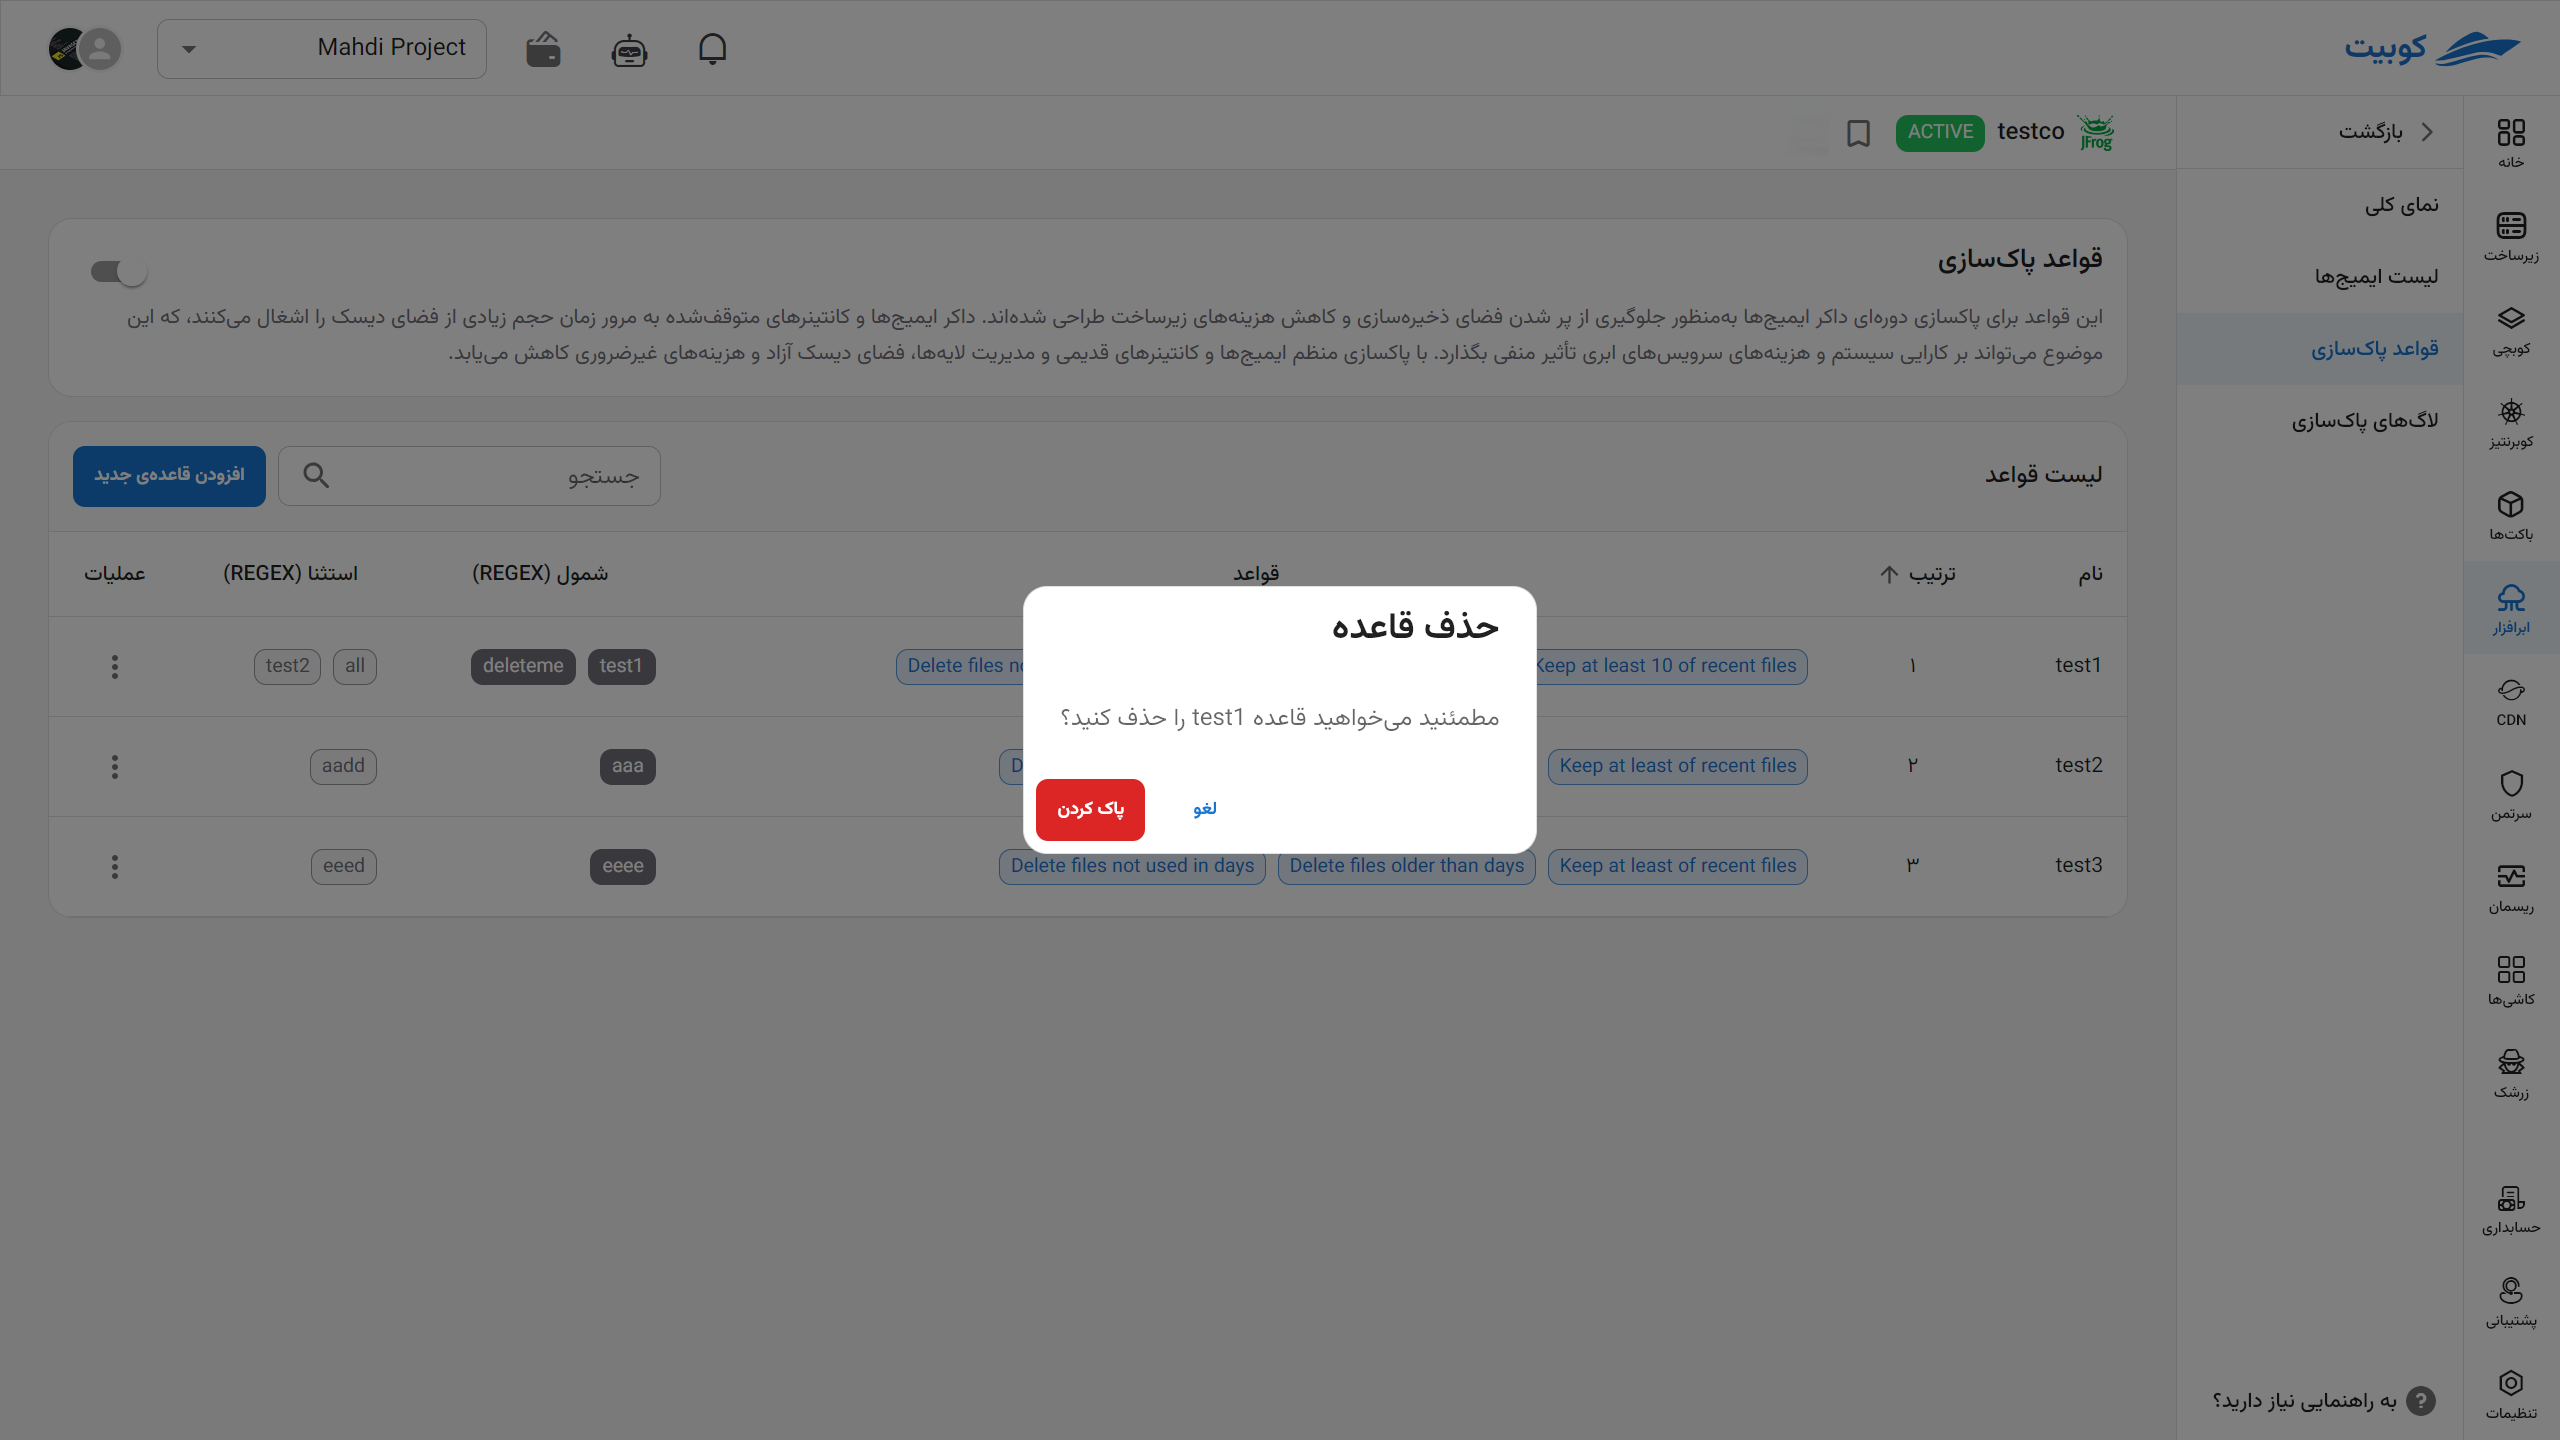 کوبیت
Mahdi Project
خانه
زیرساخت
کوبچی
کوبرنتیز
باکت‌ها
ابرافزار
CDN
سرتمن
ریسمان
کاشی‌ها
زرشک
حسابداری
پشتیبانی
تنظیمات
بازگشت
نمای کلی
لیست ایمیج‌ها
قواعد پاک‌سازی
لاگ‌های پاک‌سازی
به راهنمایی نیاز دارید؟
JFrog testco ACTIVE
قواعد پاک‌سازی
این قواعد برای پاکسازی دوره‌ای داکر ایمیج‌ها به‌منظور جلوگیری از پر شدن فضای ذخیره‌سازی و کاهش هزینه‌های زیرساخت طراحی شده‌اند. داکر ایمیج‌ها و کانتینرهای متوقف‌شده به مرور زمان حجم زیادی از فضای دیسک را اشغال می‌کنند، که این
موضوع می‌تواند بر کارایی سیستم و هزینه‌های سرویس‌های ابری تأثیر منفی بگذارد. با پاکسازی منظم ایمیج‌ها و کانتینرهای قدیمی و مدیریت لایه‌ها، فضای دیسک آزاد و هزینه‌های غیرضروری کاهش می‌یابد.
لیست قواعد جستجو افزودن قاعده‌ی جدید
نام ترتیب قواعد شمول (REGEX) استثنا (REGEX) عملیات
test1 ۱ Keep at least 10 of recent files Delete files test1 deleteme all test2
test2 ۲ Keep at least of recent files aaa aadd
test3 ۳ Keep at least of recent files Delete files older than days Delete files not used in days eeee eeed
حذف قاعده
مطمئنید می‌خواهید قاعده test1 را حذف کنید؟
لغو پاک کردن